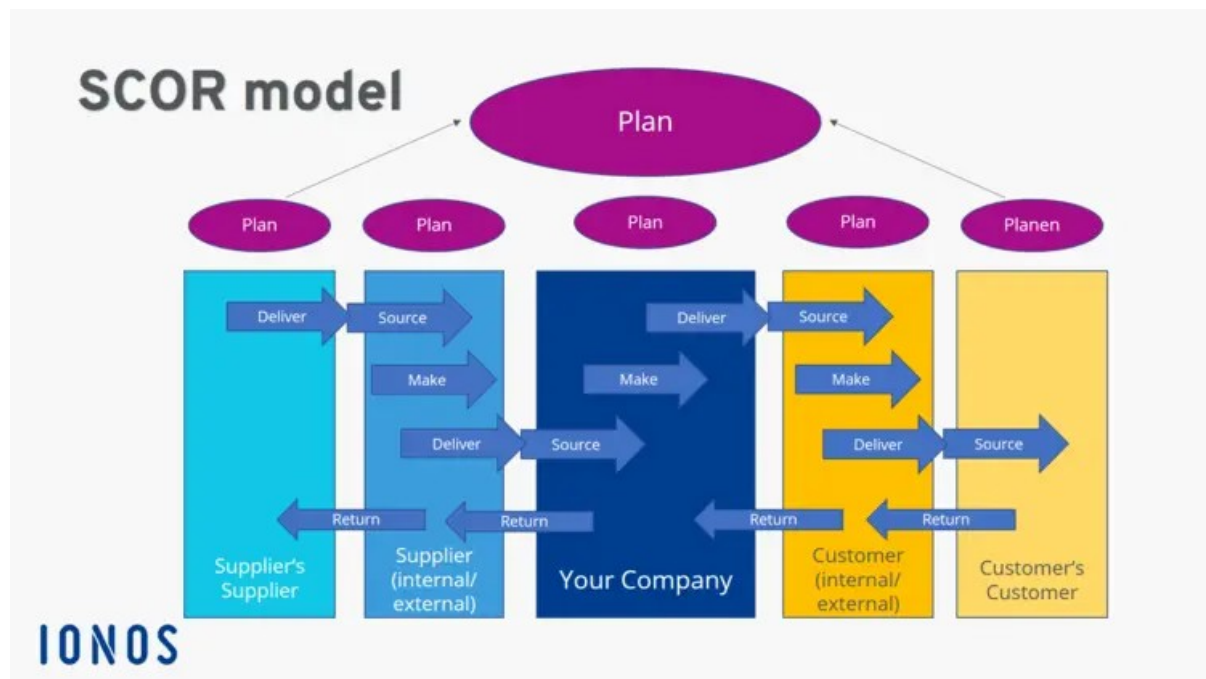 SCOR model
Plan
Plan
Plan
Plan
Plan
Planen
Deliver
Source
Deliver
Source
Make
Make
Make
Deliver
Source
Deliver
Source
Return
Return
Return
Return
Supplier's
Supplier
Supplier
(internal/
external)
Your Company
Customer
(internal/
external)
Customer's
Customer
IONOS